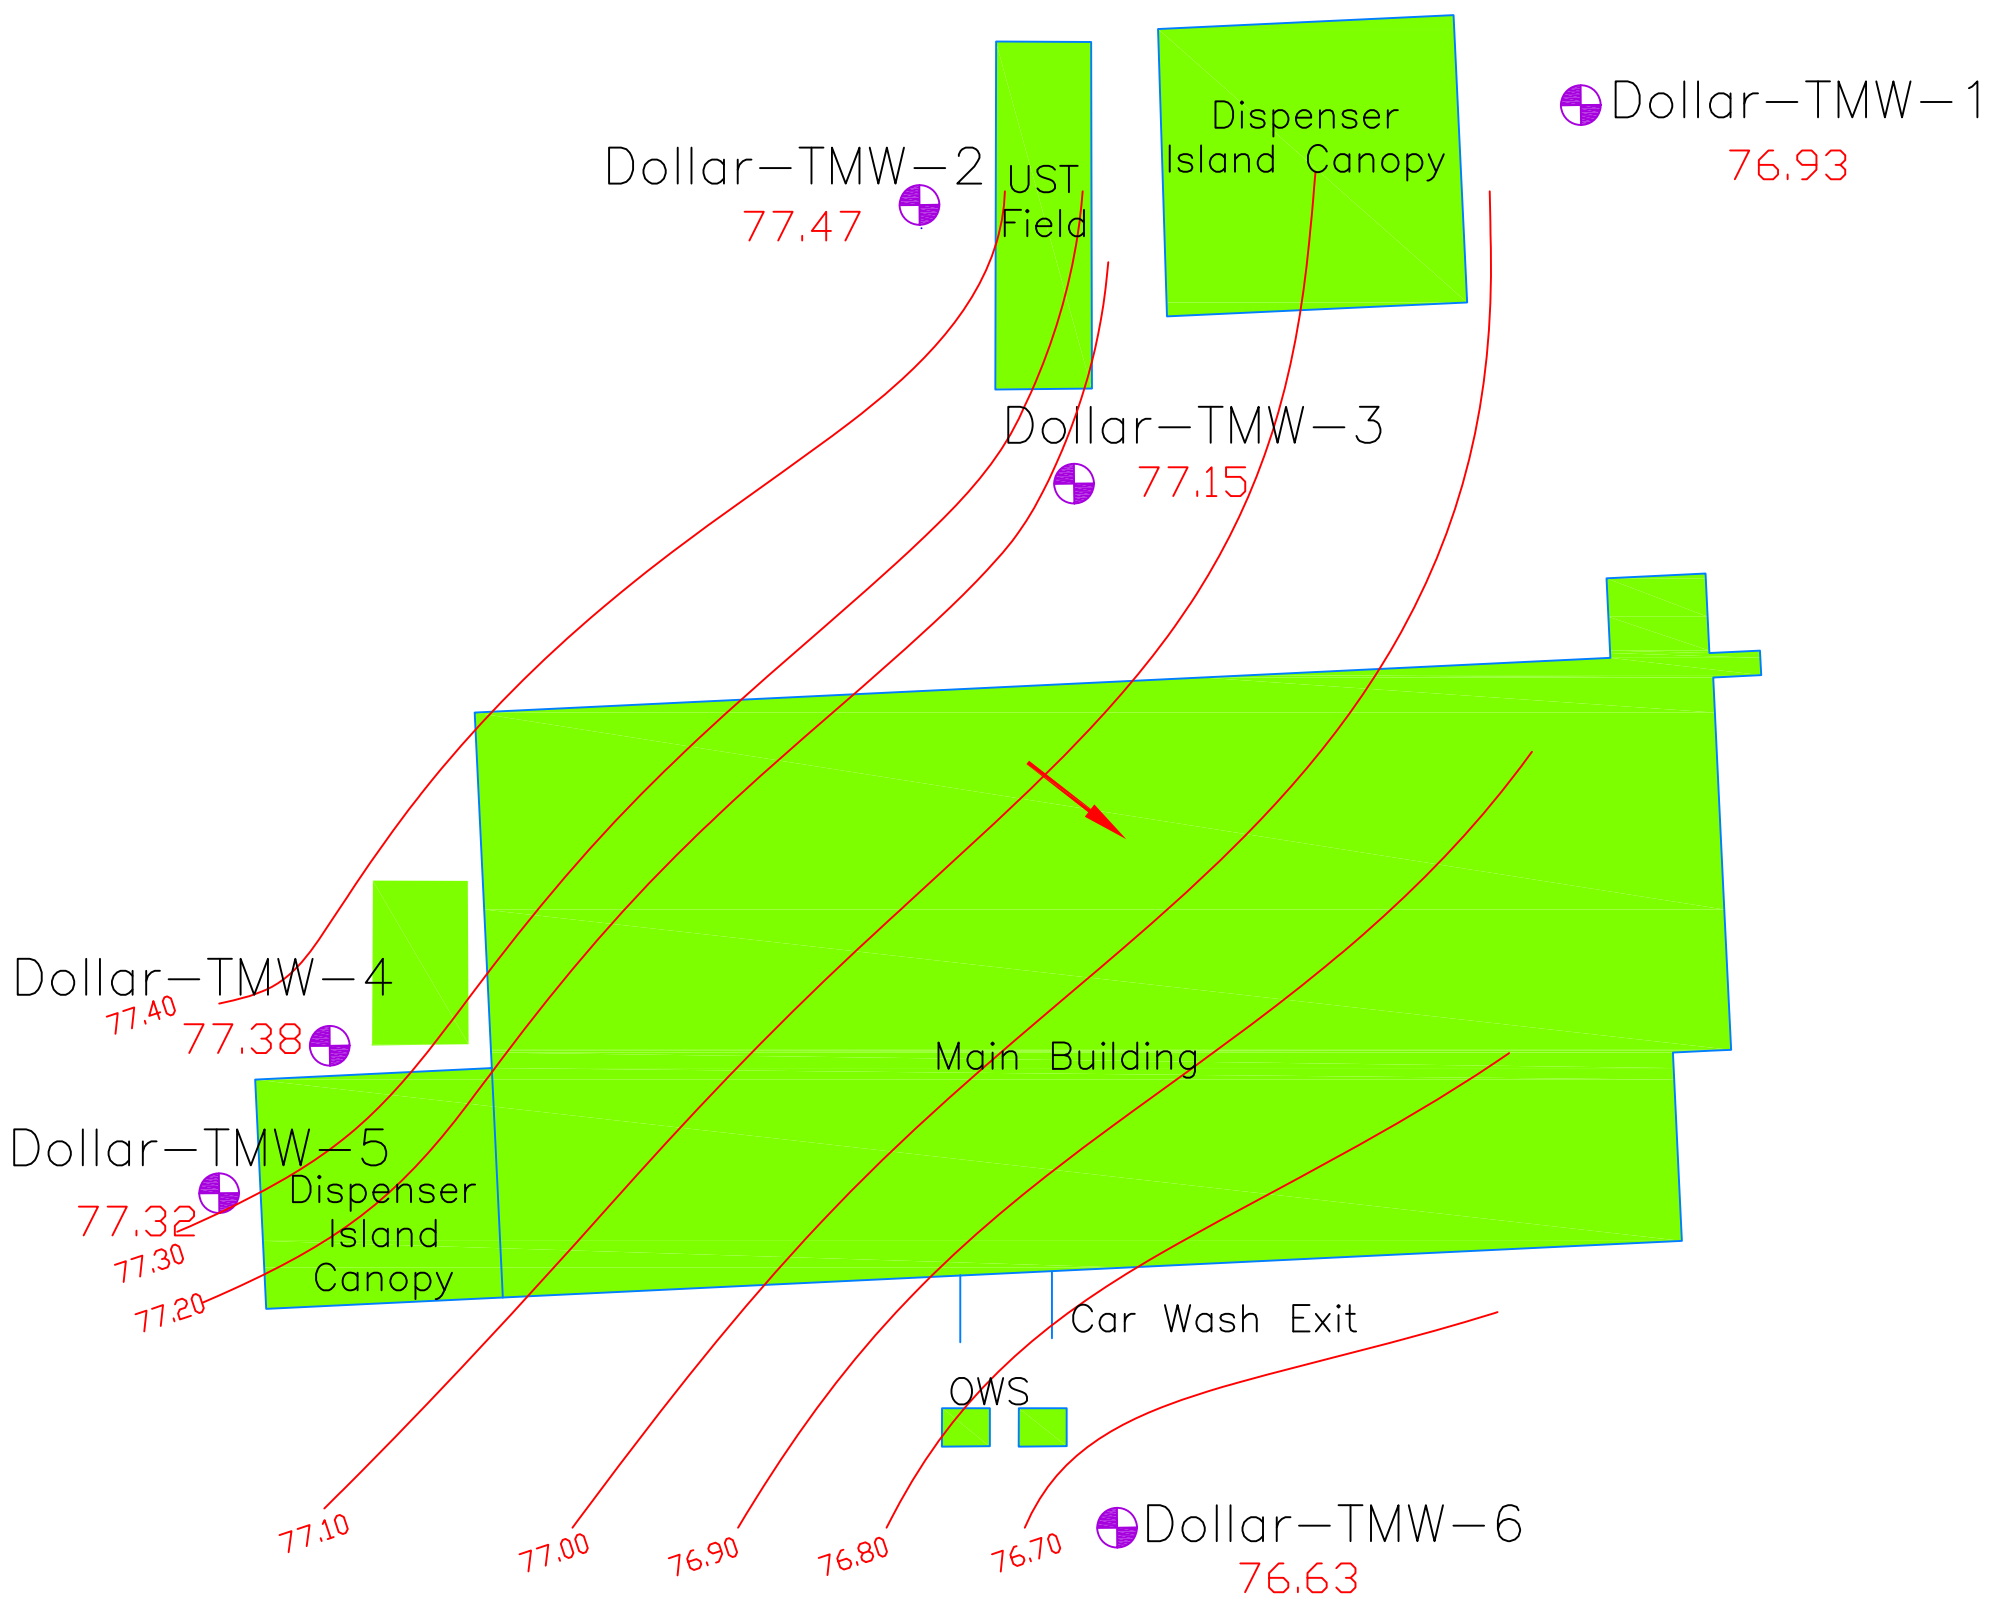 Dollar-TMW-1
76.93
Dispenser
Island Canopy
Dollar-TMW-2
77.47
UST
Field
Dollar-TMW-3
77.15
Dollar-TMW-4
77.40
77.38
Main Building
Dollar-TMW-5
77.32
77.30
77.20
Dispenser
Island
Canopy
Car Wash Exit
OWS
77.10
77.00
76.90
76.80
76.70
Dollar-TMW-6
76.63